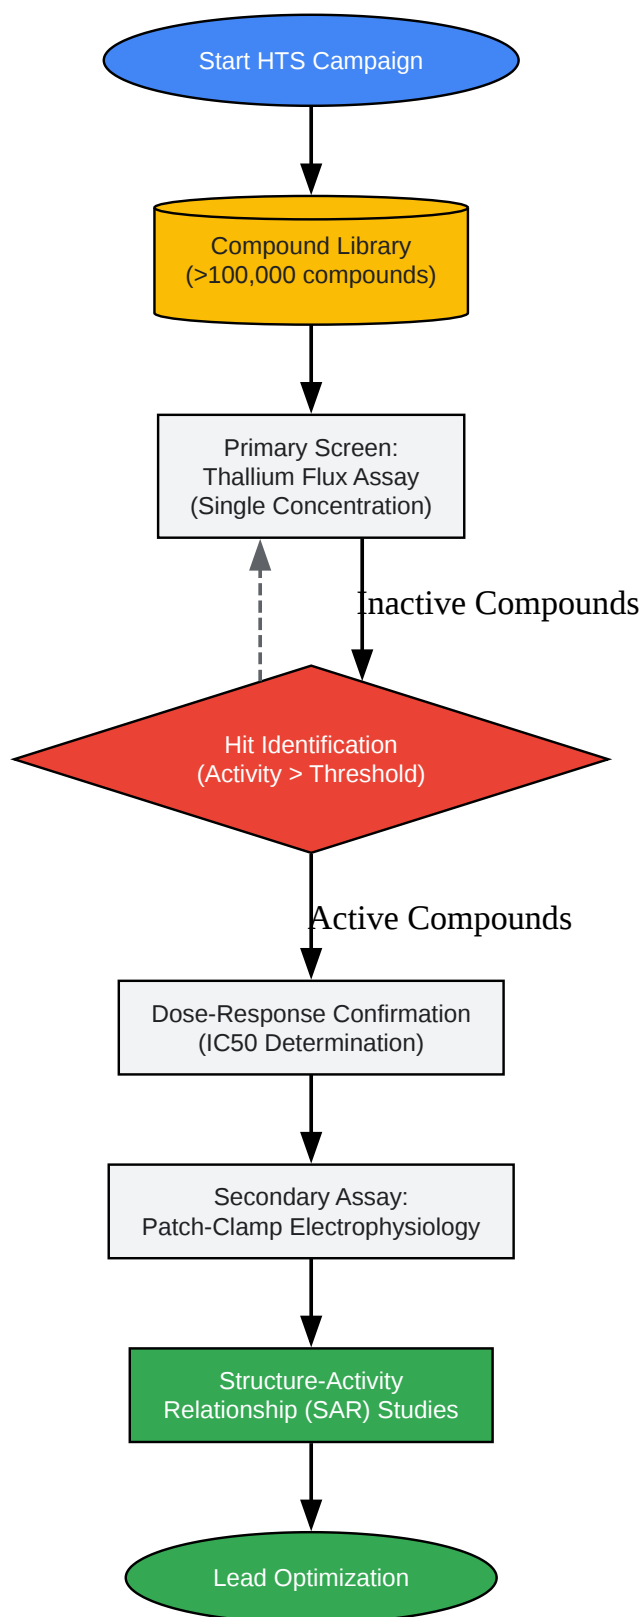 Start HTS Campaign
Compound Library
(>100,000 compounds)
Primary Screen:
Thallium Flux Assay
(Single Concentration)
Inactive Compounds
Hit Identification
(Activity > Threshold)
Active Compounds
Dose-Response Confirmation
(IC50 Determination)
Secondary Assay:
Patch-Clamp Electrophysiology
Structure-Activity
Relationship (SAR) Studies
Lead Optimization